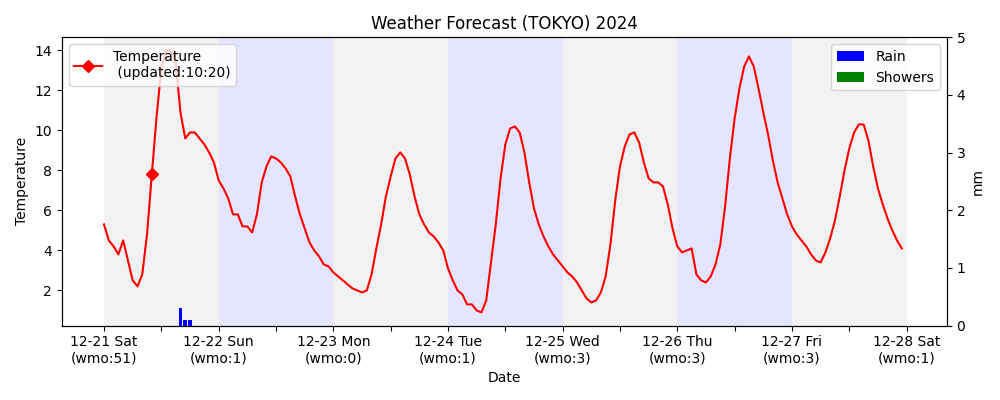 Weather Forecast (TOKYO) 2024
Temperature
(updated:10:20)
Rain
Showers
14
12
10
8
6
4
2
Temperature
5
4
3
2
1
0
mm
12-21 Sat
(wmo:51)
12-22 Sun
(wmo:1)
12-23 Mon
(wmo:0)
12-24 Tue
(wmo:1)
12-25 Wed
(wmo:3)
12-26 Thu
(wmo:3)
12-27 Fri
(wmo:3)
12-28 Sat
(wmo:1)
Date